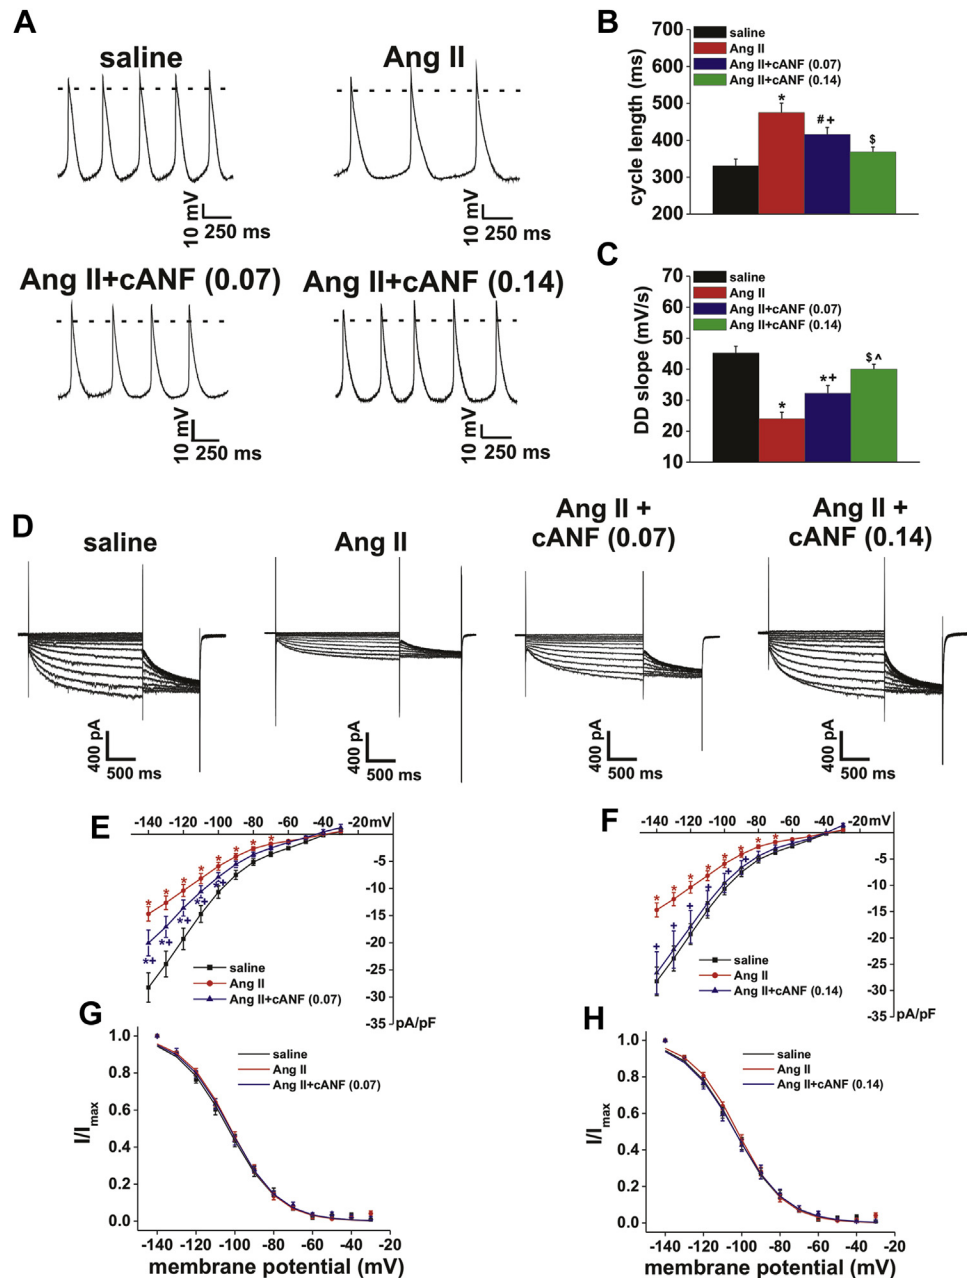 A
saline
Ang II
10 mV
250 ms
10 mV
250 ms
Ang II+cANF (0.07)
Ang II+cANF (0.14)
10 mV
250 ms
10 mV
250 ms
B
700
600
500
400
300
200
cycle length (ms)
saline
Ang II
Ang II+cANF (0.07)
Ang II+cANF (0.14)
*
#+
$
C
70
60
50
40
30
20
10
DD slope (mV/s)
saline
Ang II
Ang II+cANF (0.07)
Ang II+cANF (0.14)
*
*+
$^
D
saline
Ang II
Ang II +
cANF (0.07)
Ang II +
cANF (0.14)
400 pA
500 ms
400 pA
500 ms
400 pA
500 ms
400 pA
500 ms
E
-140 -120 -100 -80 -60 -40 -20mV
* * * * * * * *
*+ *+ *+ *+ *+
-5
-10
-15
-20
-25
-30
-35 pA/pF
saline
Ang II
Ang II+cANF (0.07)
F
-140 -120 -100 -80 -60 -40 -20mV
* * * * * * * *
+ + + + + +
-5
-10
-15
-20
-25
-30
-35 pA/pF
saline
Ang II
Ang II+cANF (0.14)
G
1.0
0.8
0.6
0.4
0.2
0.0
I/Imax
saline
Ang II
Ang II+cANF (0.07)
-140 -120 -100 -80 -60 -40 -20
membrane potential (mV)
H
1.0
0.8
0.6
0.4
0.2
0.0
I/Imax
saline
Ang II
Ang II+cANF (0.14)
-140 -120 -100 -80 -60 -40 -20
membrane potential (mV)